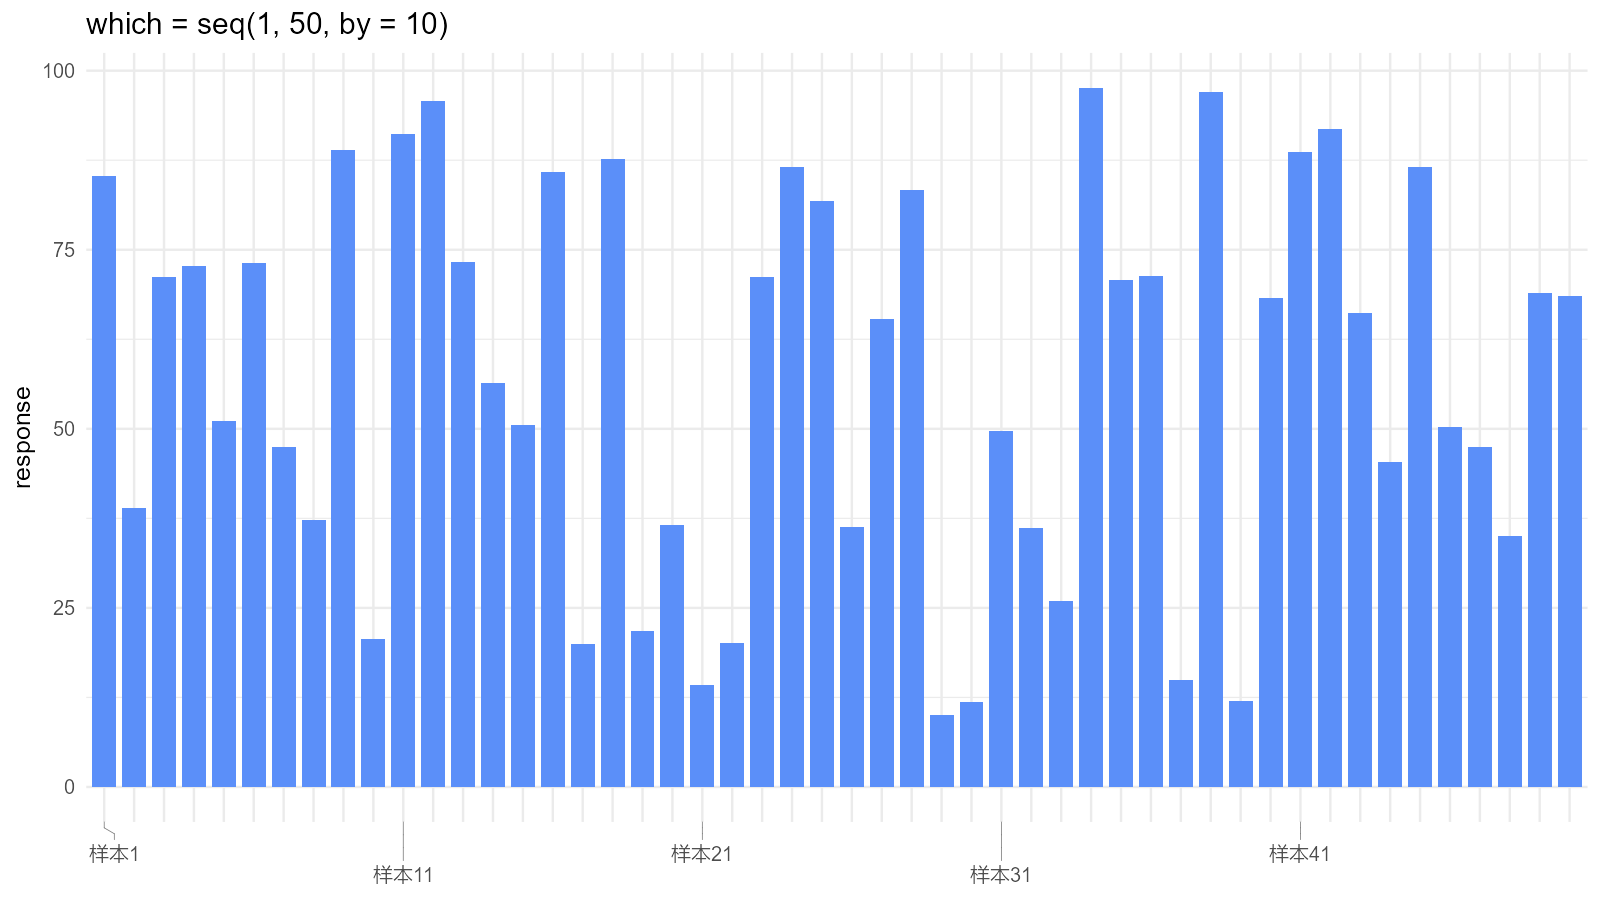 which = seq(1, 50, by = 10)
100
75
50
25
0
response
样本1
样本11
样本21
样本31
样本41